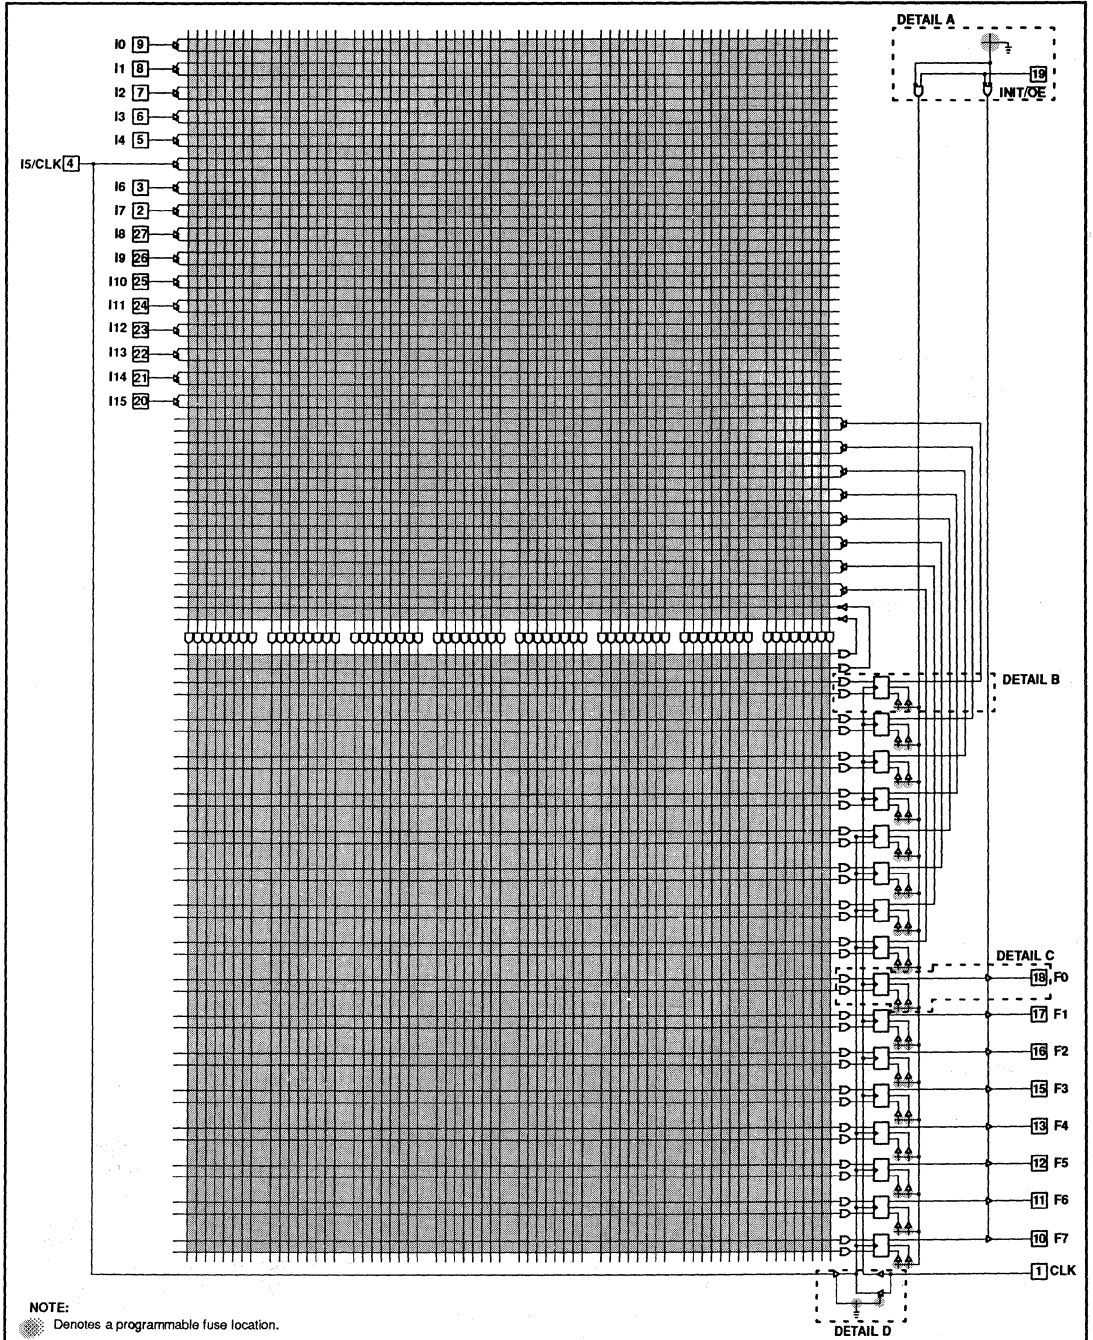 DETAIL A
I0 9
I1 8
19
I2 7
INIT/OE
I3 6
I4 5
I5/CLK 4
I6 3
I7 2
I8 27
I9 26
I10 25
I11 24
I12 23
I13 22
I14 21
I15 20
DETAIL B
DETAIL C
18 F0
17 F1
16 F2
15 F3
13 F4
12 F5
11 F6
10 F7
1 CLK
NOTE:
Denotes a programmable fuse location.
DETAIL D